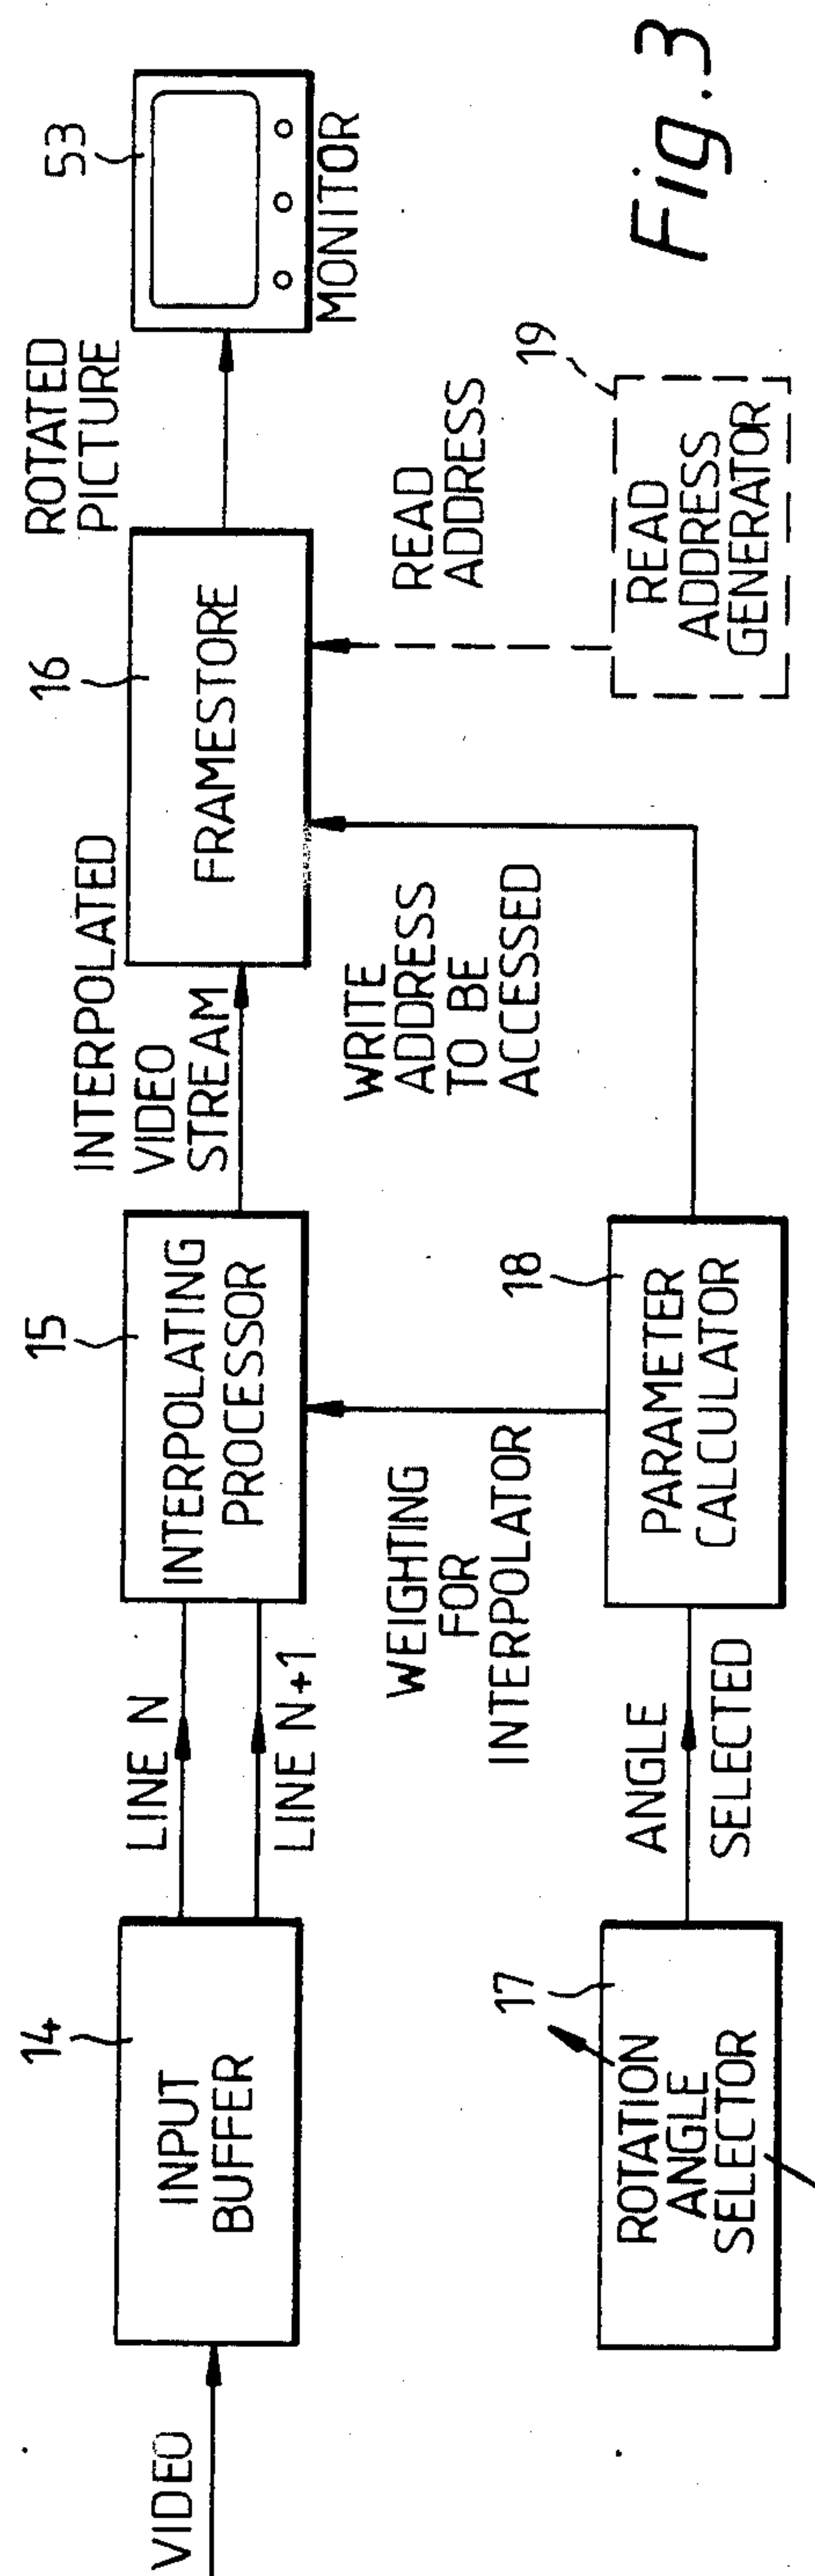 VIDEO
14
INPUT
BUFFER
LINE N
LINE N+1
15
INTERPOLATING
PROCESSOR
INTERPOLATED
VIDEO
STREAM
16
FRAMESTORE
ROTATED
PICTURE
53
MONITOR
17
ROTATION
ANGLE
SELECTOR
ANGLE
SELECTED
18
PARAMETER
CALCULATOR
WEIGHTING
FOR
INTERPOLATOR
WRITE
ADDRESS
TO BE
ACCESSED
READ
ADDRESS
19
READ
ADDRESS
GENERATOR
Fig.3